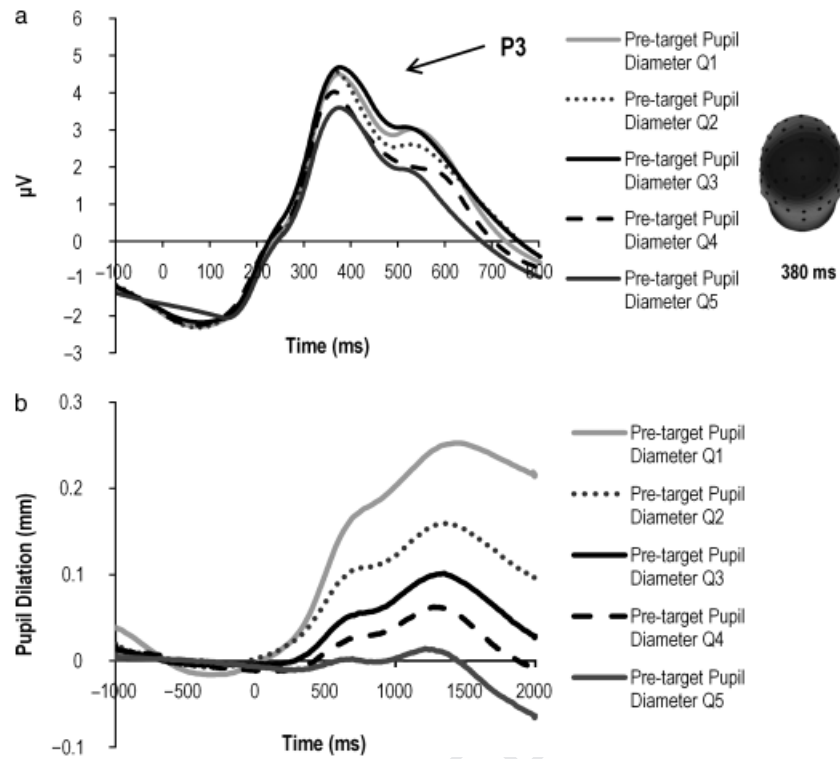 a
6
5
4
3
2
1
0
−1
−2
−3
µV
−100 0 100 200 300 400 500 600 700 800
Time (ms)
P3
Pre-target Pupil
Diameter Q1
Pre-target Pupil
Diameter Q2
Pre-target Pupil
Diameter Q3
Pre-target Pupil
Diameter Q4
Pre-target Pupil
Diameter Q5
380 ms
b
0.3
0.2
0.1
0
−0.1
Pupil Dilation (mm)
−1000 −500 0 500 1000 1500 2000
Time (ms)
Pre-target Pupil
Diameter Q1
Pre-target Pupil
Diameter Q2
Pre-target Pupil
Diameter Q3
Pre-target Pupil
Diameter Q4
Pre-target Pupil
Diameter Q5